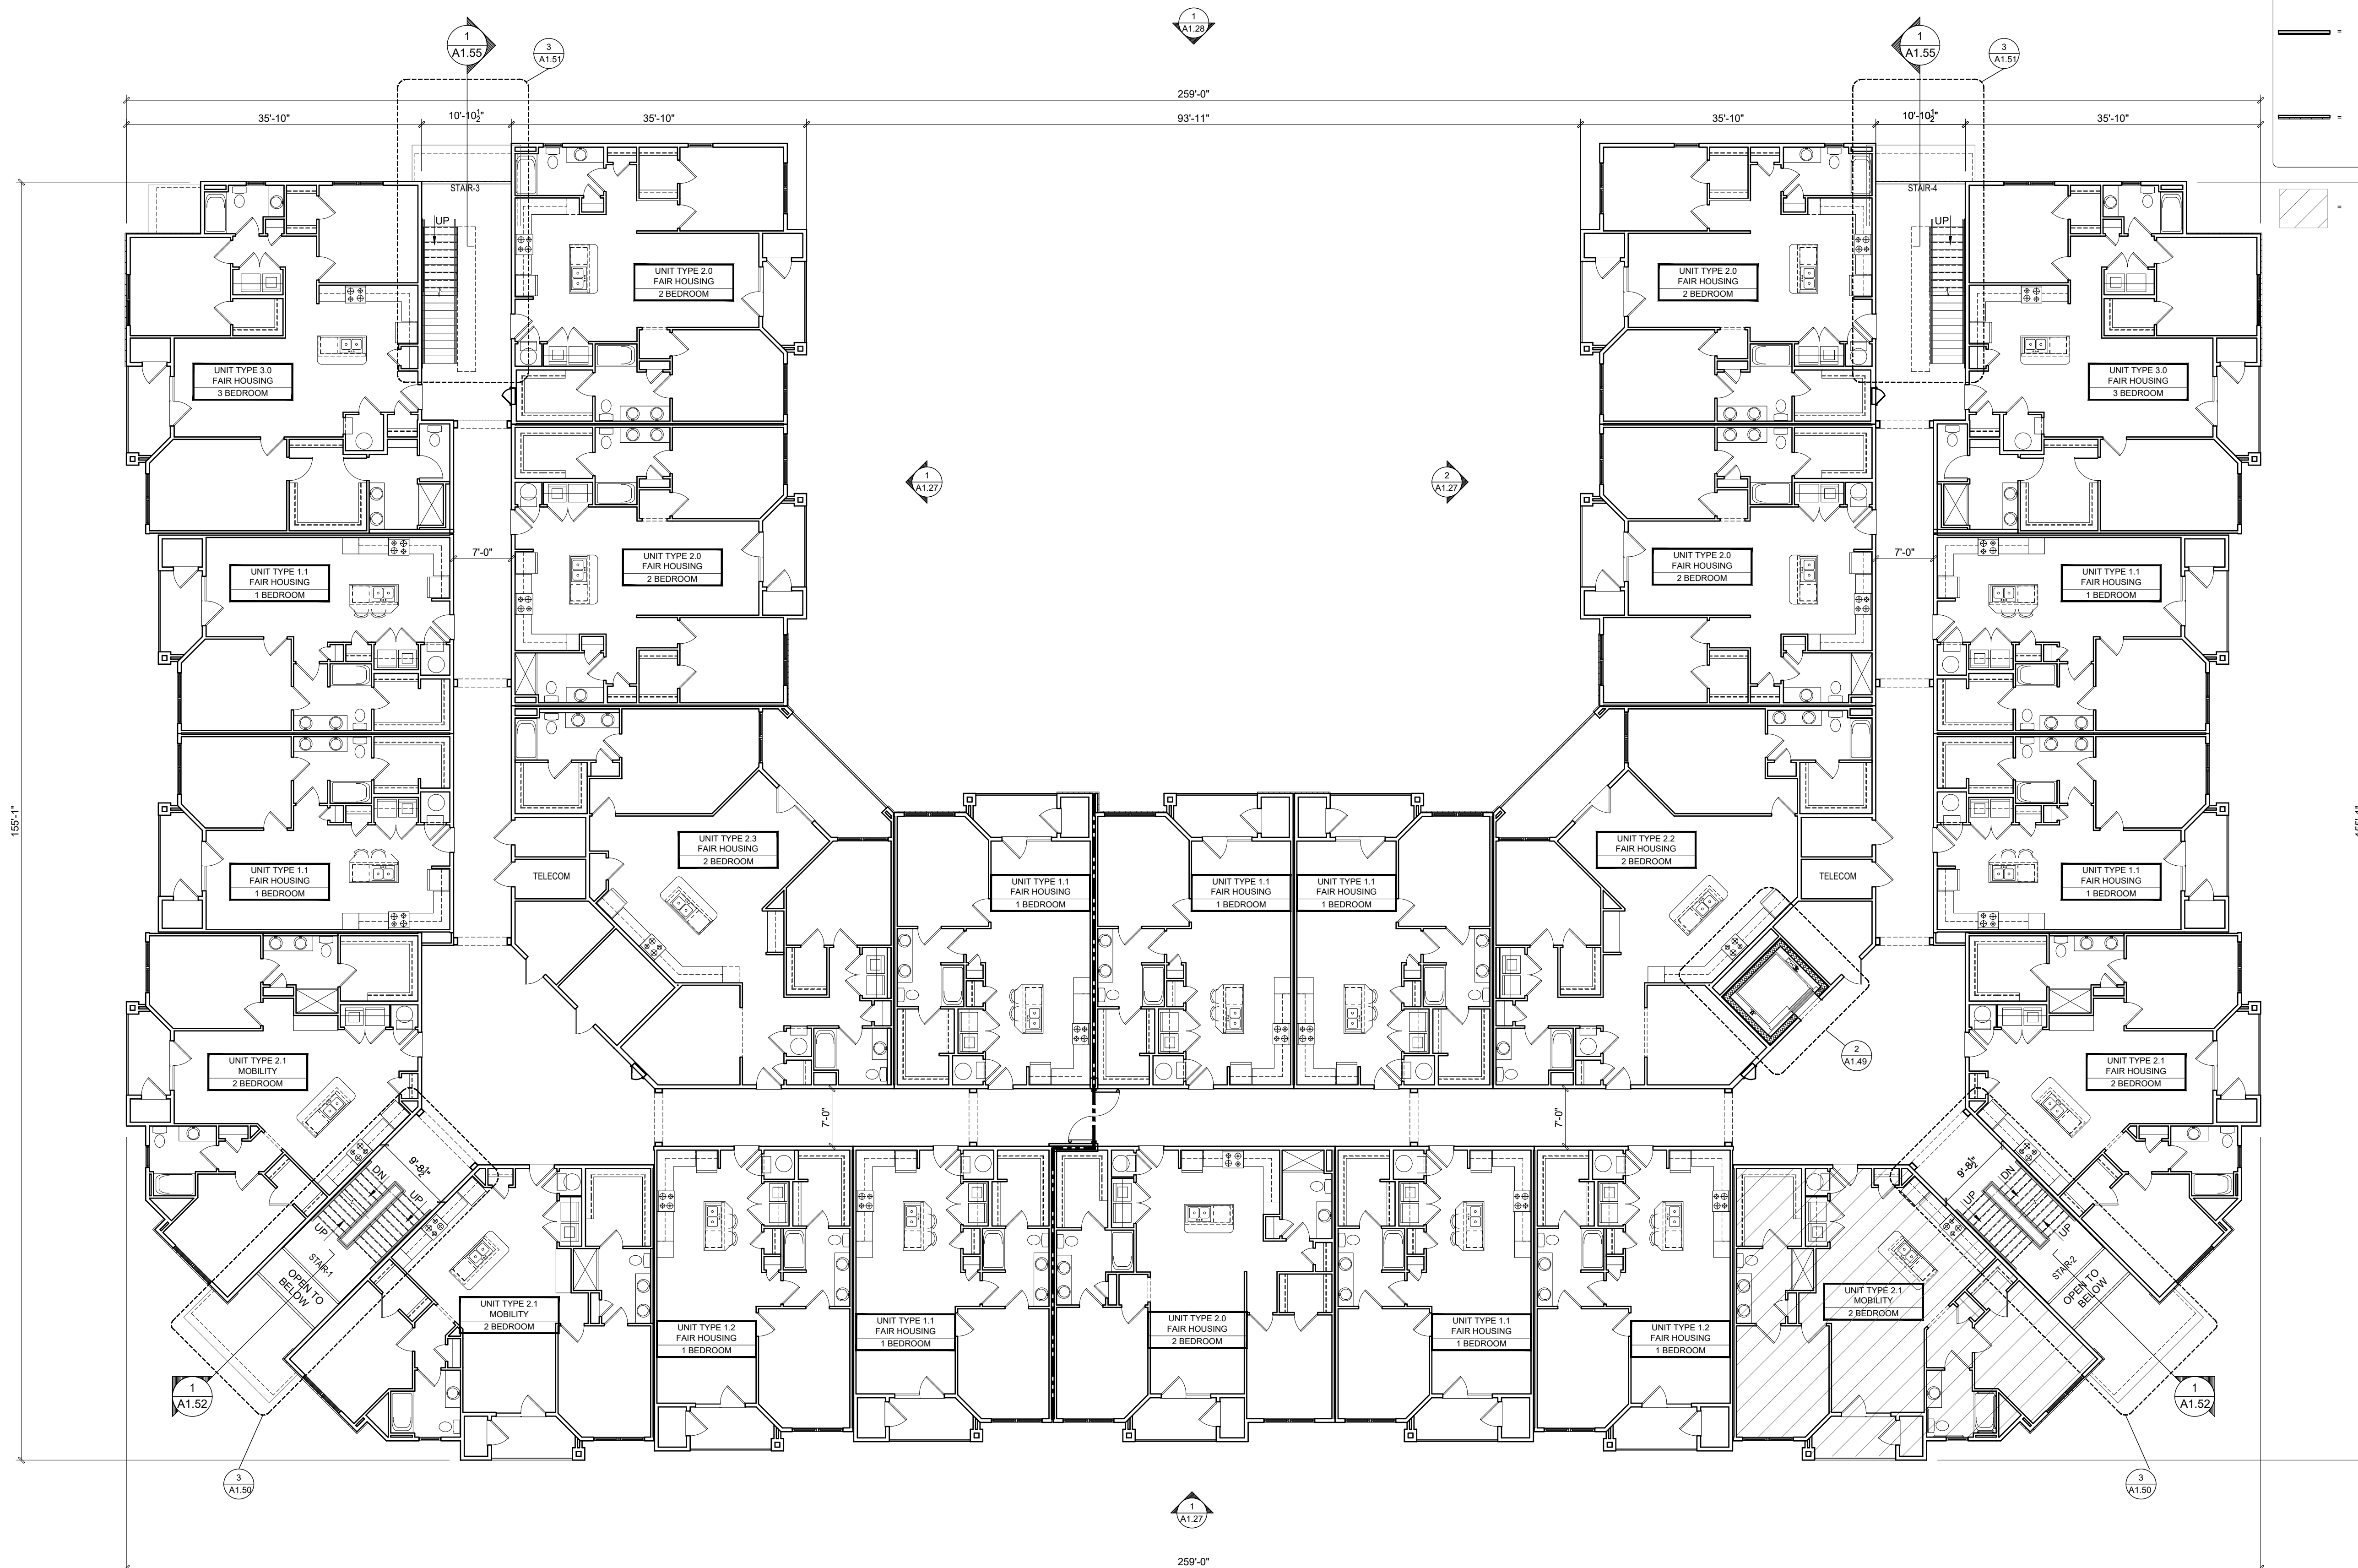 1
A1.28
1
A1.55
3
A1.51
1
A1.55
3
A1.51
=
=
=
259'-0"
35'-10"
10'-10½"
35'-10"
93'-11"
35'-10"
10'-10½"
35'-10"
STAIR-3
UP
STAIR-4
UP
UNIT TYPE 2.0
FAIR HOUSING
2 BEDROOM
UNIT TYPE 2.0
FAIR HOUSING
2 BEDROOM
UNIT TYPE 3.0
FAIR HOUSING
3 BEDROOM
UNIT TYPE 3.0
FAIR HOUSING
3 BEDROOM
1
A1.27
2
A1.27
7'-0"
7'-0"
UNIT TYPE 1.1
FAIR HOUSING
1 BEDROOM
UNIT TYPE 2.0
FAIR HOUSING
2 BEDROOM
UNIT TYPE 2.0
FAIR HOUSING
2 BEDROOM
UNIT TYPE 1.1
FAIR HOUSING
1 BEDROOM
155'-1"
155'-1"
UNIT TYPE 1.1
FAIR HOUSING
1 BEDROOM
TELECOM
UNIT TYPE 2.3
FAIR HOUSING
2 BEDROOM
UNIT TYPE 1.1
FAIR HOUSING
1 BEDROOM
UNIT TYPE 1.1
FAIR HOUSING
1 BEDROOM
UNIT TYPE 1.1
FAIR HOUSING
1 BEDROOM
UNIT TYPE 2.2
FAIR HOUSING
2 BEDROOM
TELECOM
UNIT TYPE 1.1
FAIR HOUSING
1 BEDROOM
UNIT TYPE 2.1
MOBILITY
2 BEDROOM
2
A1.49
UNIT TYPE 2.1
FAIR HOUSING
2 BEDROOM
7'-0"
7'-0"
9'-8½"
DN
UP
UP
STAIR-1
OPEN TO
BELOW
9'-8½"
DN
UP
UP
STAIR-2
OPEN TO
BELOW
UNIT TYPE 2.1
MOBILITY
2 BEDROOM
UNIT TYPE 1.2
FAIR HOUSING
1 BEDROOM
UNIT TYPE 1.1
FAIR HOUSING
1 BEDROOM
UNIT TYPE 2.0
FAIR HOUSING
2 BEDROOM
UNIT TYPE 1.1
FAIR HOUSING
1 BEDROOM
UNIT TYPE 1.2
FAIR HOUSING
1 BEDROOM
UNIT TYPE 2.1
MOBILITY
2 BEDROOM
1
A1.52
1
A1.52
3
A1.50
3
A1.50
1
A1.27
259'-0"